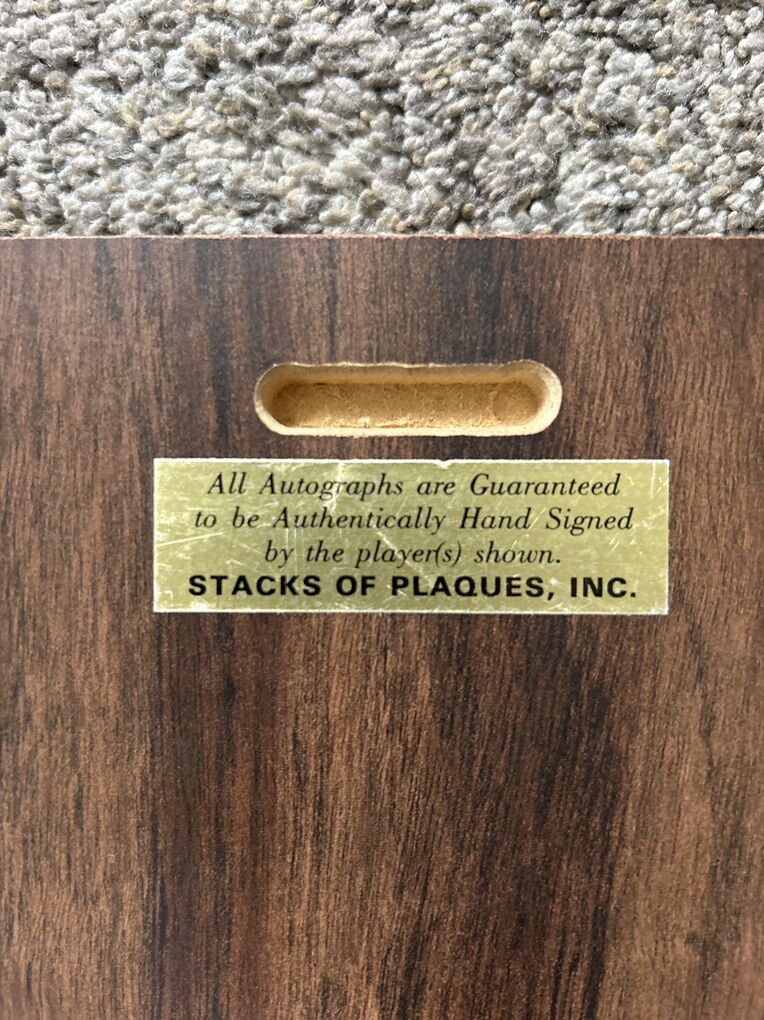 All Autographs are Guaranteed
to be Authentically Hand Signed
by the player(s) shown.
STACKS OF PLAQUES, INC.